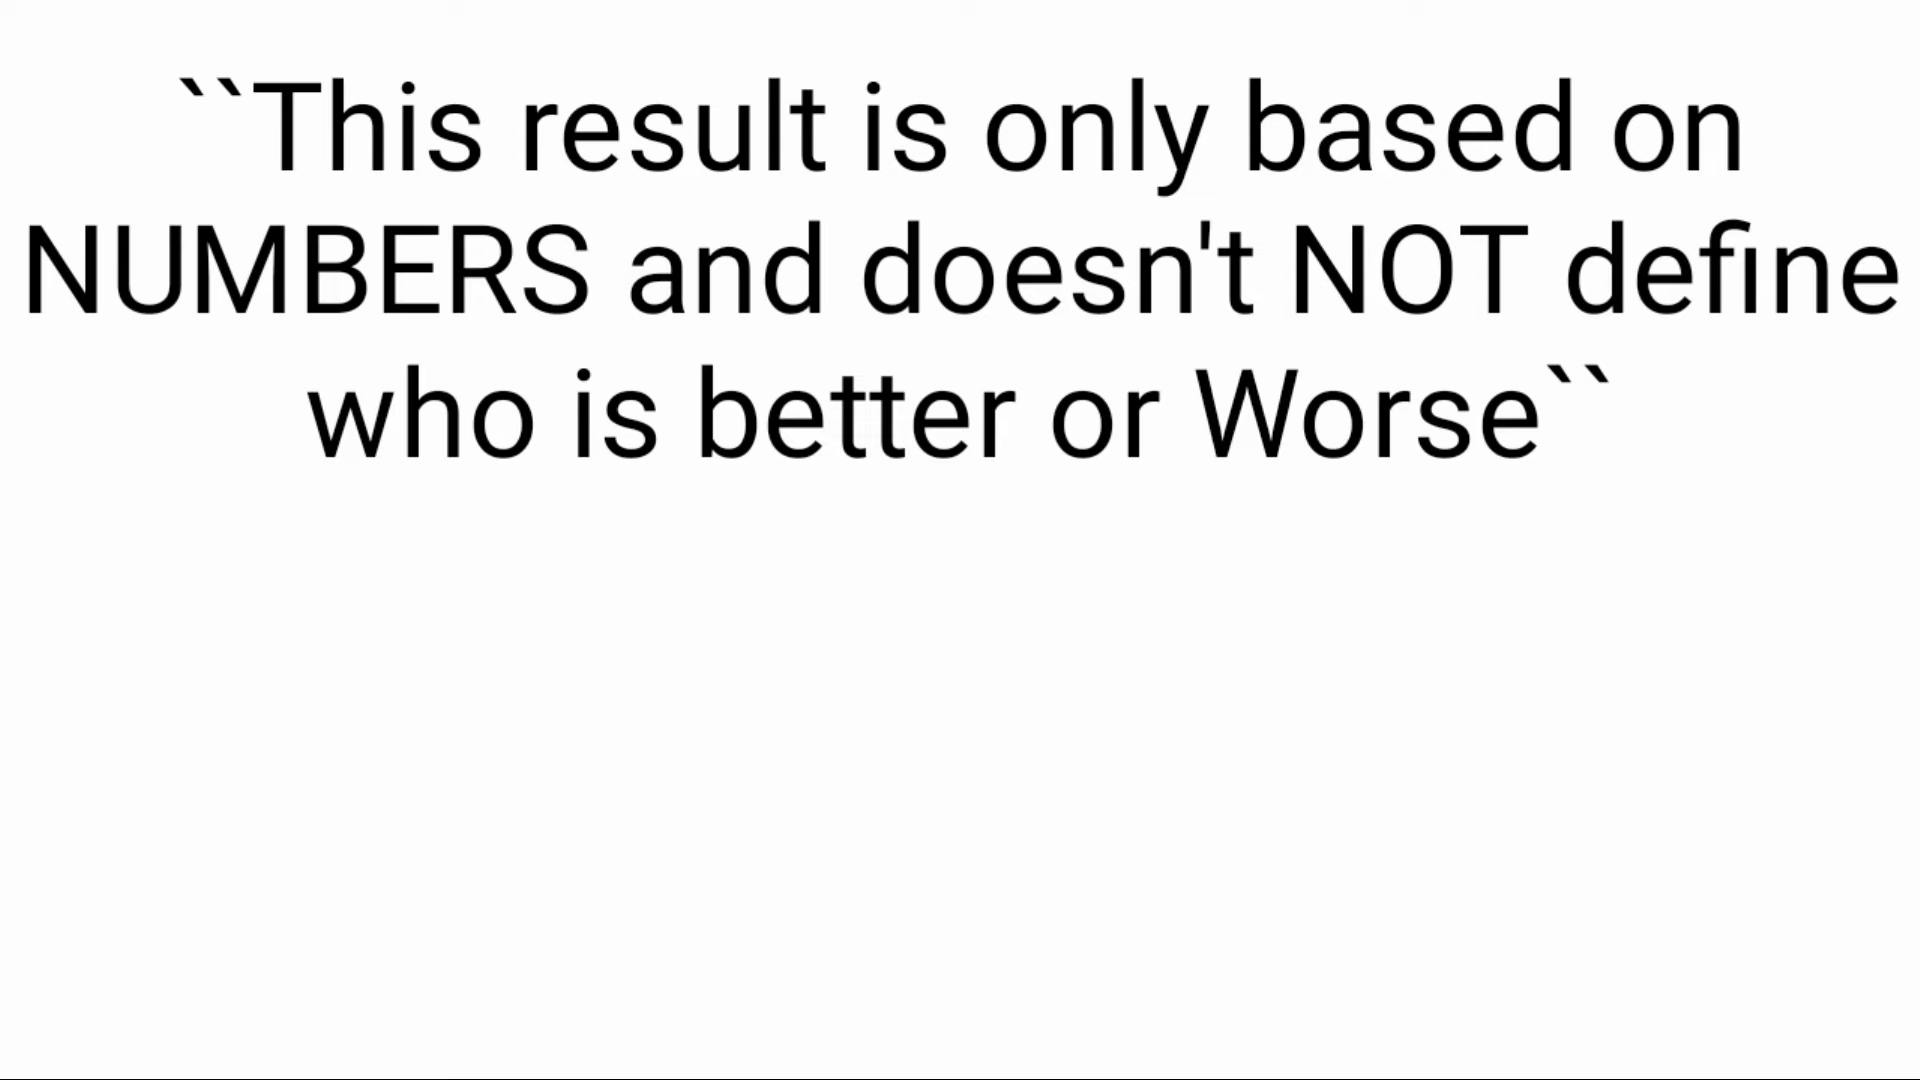 ``This result is only based on
NUMBERS and doesn't NOT define
who is better or Worse``